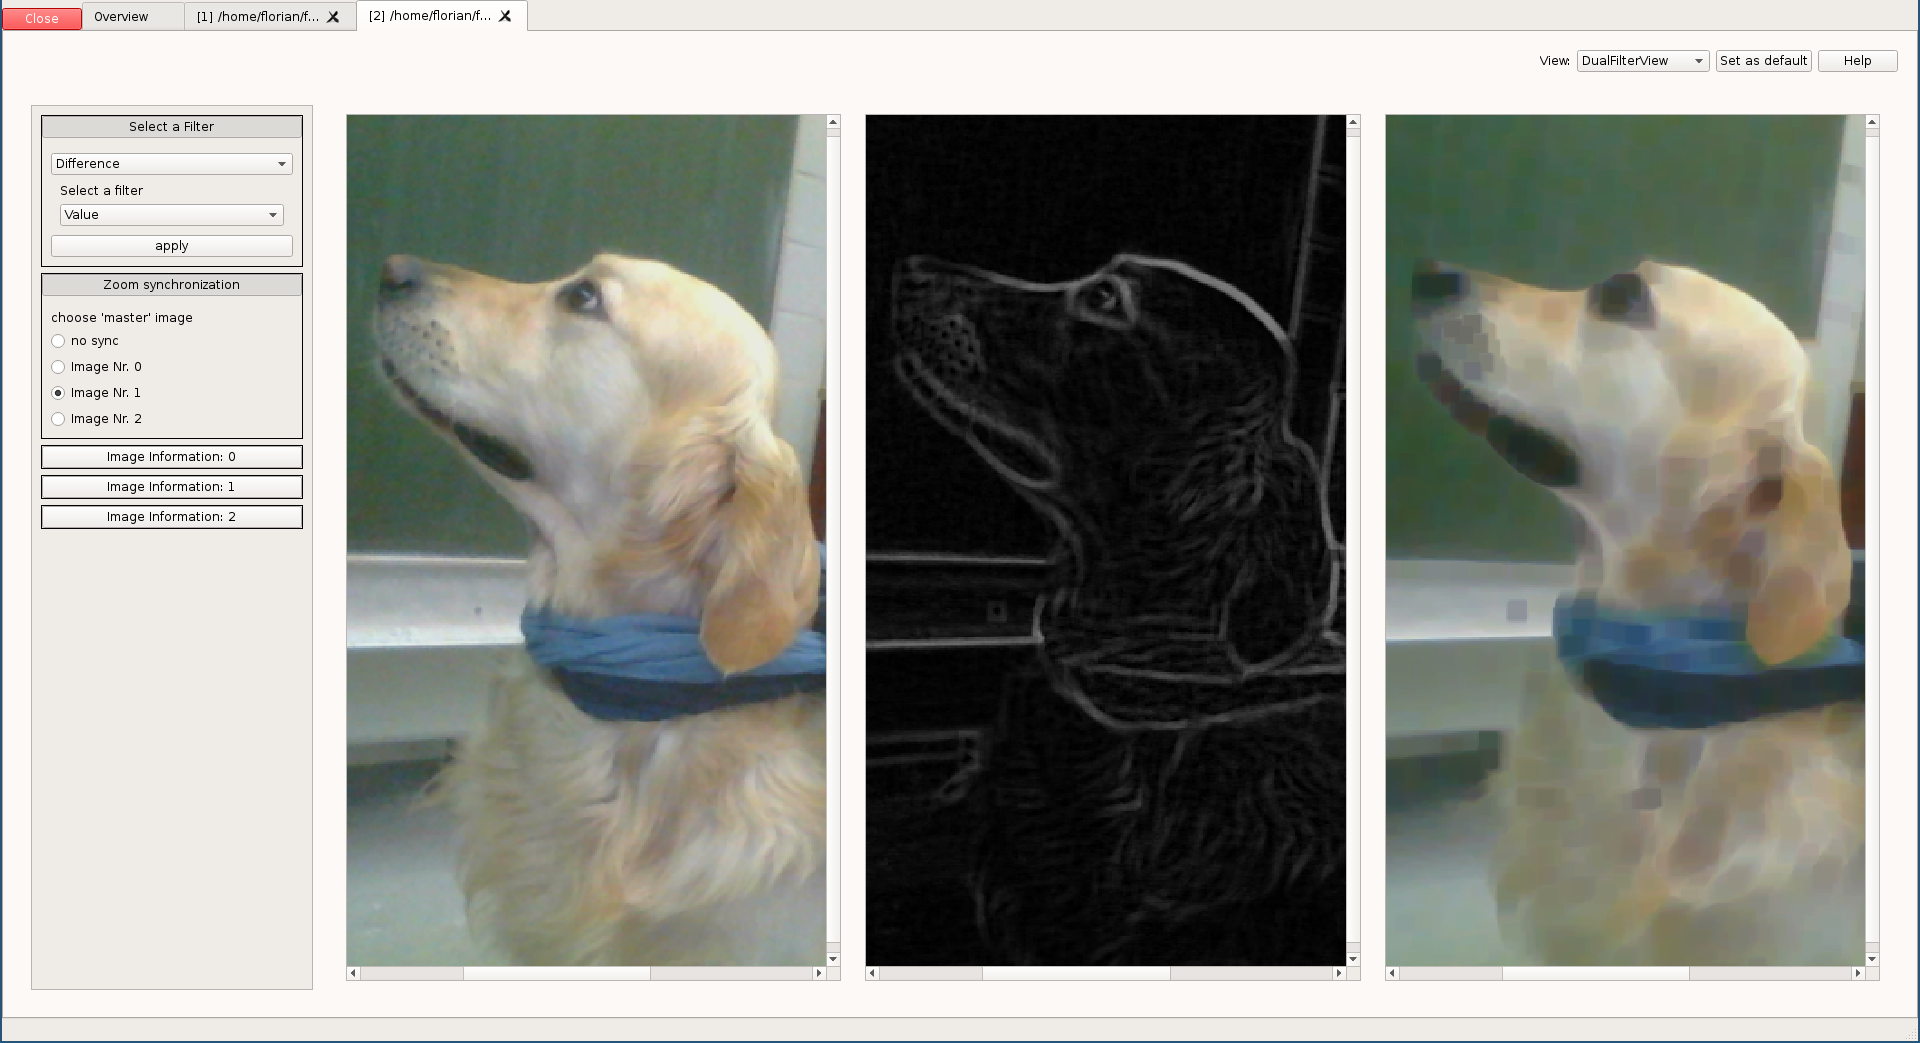 Close
Overview
[1] /home/florian/f...
[2] /home/florian/f...
View:
DualFilterView
Set as default
Help
Select a Filter
Difference
Select a filter
Value
apply
Zoom synchronization
choose 'master' image
no sync
Image Nr. 0
Image Nr. 1
Image Nr. 2
Image Information: 0
Image Information: 1
Image Information: 2